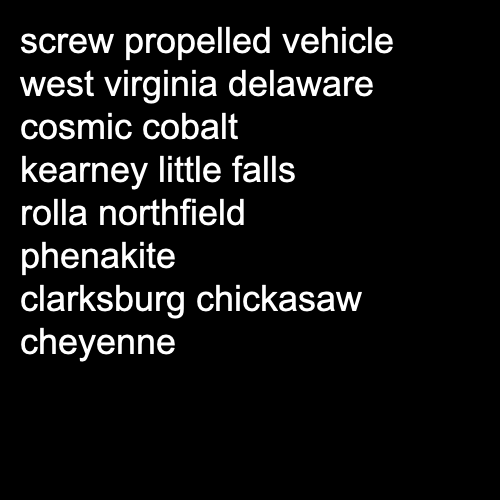 screw propelled vehicle
west virginia delaware
cosmic cobalt
kearney little falls
rolla northfield
phenakite
clarksburg chickasaw
cheyenne